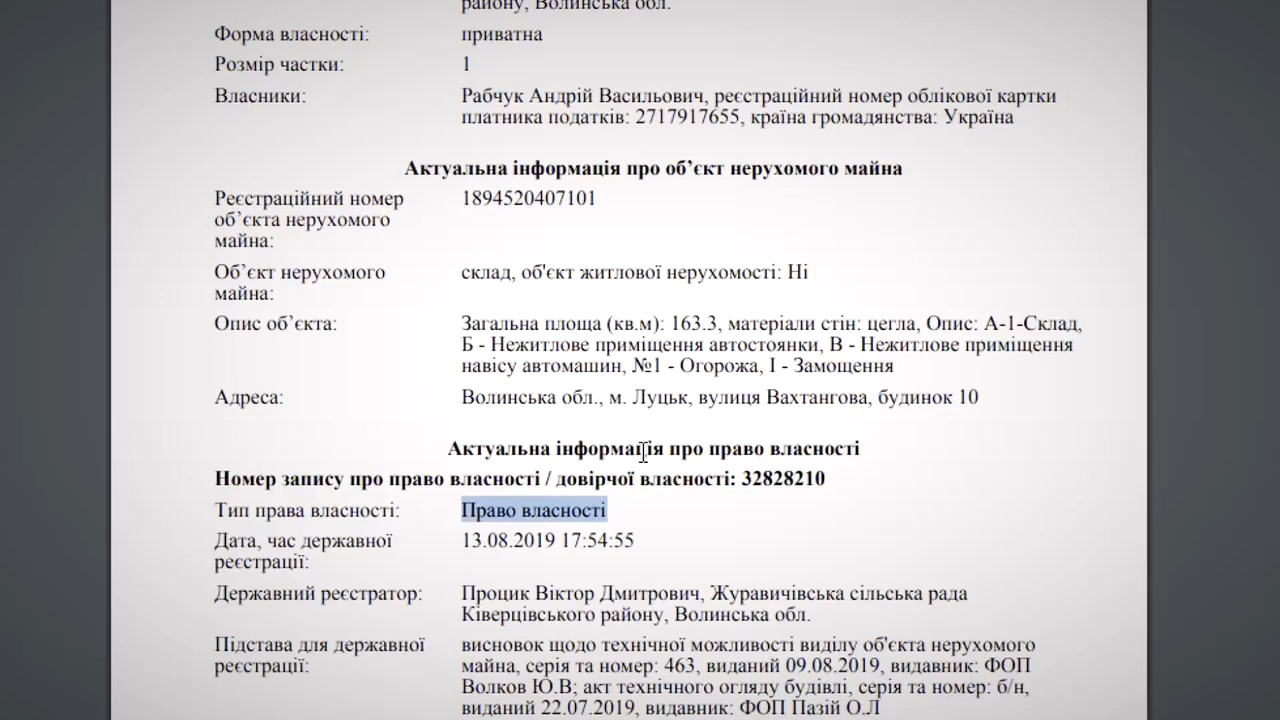 району, Волинська обл.
Форма власності: приватна
Розмір частки: 1
Власники: Рабчук Андрій Васильович, реєстраційний номер облікової картки
платника податків: 2717917655, країна громадянства: Україна
Актуальна інформація про об’єкт нерухомого майна
Реєстраційний номер 1894520407101
об’єкта нерухомого
майна:
Об’єкт нерухомого склад, об'єкт житлової нерухомості: Ні
майна:
Опис об’єкта: Загальна площа (кв.м): 163.3, матеріали стін: цегла, Опис: А-1-Склад,
Б - Нежитлове приміщення автостоянки, В - Нежитлове приміщення
навісу автомашин, №1 - Огорожа, І - Замощення
Адреса: Волинська обл., м. Луцьк, вулиця Вахтангова, будинок 10
Актуальна інформація про право власності
Номер запису про право власності / довірчої власності: 32828210
Тип права власності: Право власності
Дата, час державної 13.08.2019 17:54:55
реєстрації:
Державний реєстратор: Процик Віктор Дмитрович, Журавичівська сільська рада
Ківерцівського району, Волинська обл.
Підстава для державної висновок щодо технічної можливості виділу об'єкта нерухомого
реєстрації: майна, серія та номер: 463, виданий 09.08.2019, видавник: ФОП
Волков Ю.В; акт технічного огляду будівлі, серія та номер: б/н,
виданий 22.07.2019, видавник: ФОП Пазій О.Л